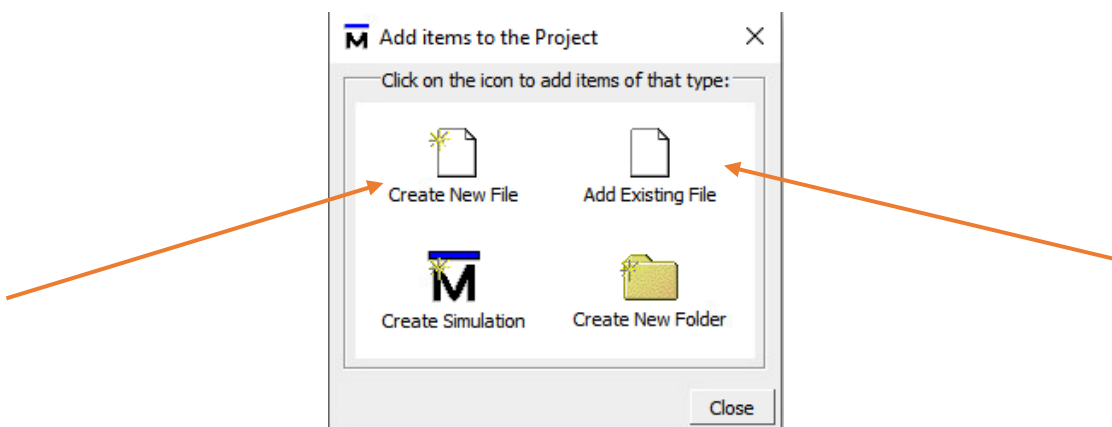 Add items to the Project
Click on the icon to add items of that type:
Create New File
Add Existing File
Create Simulation
Create New Folder
Close